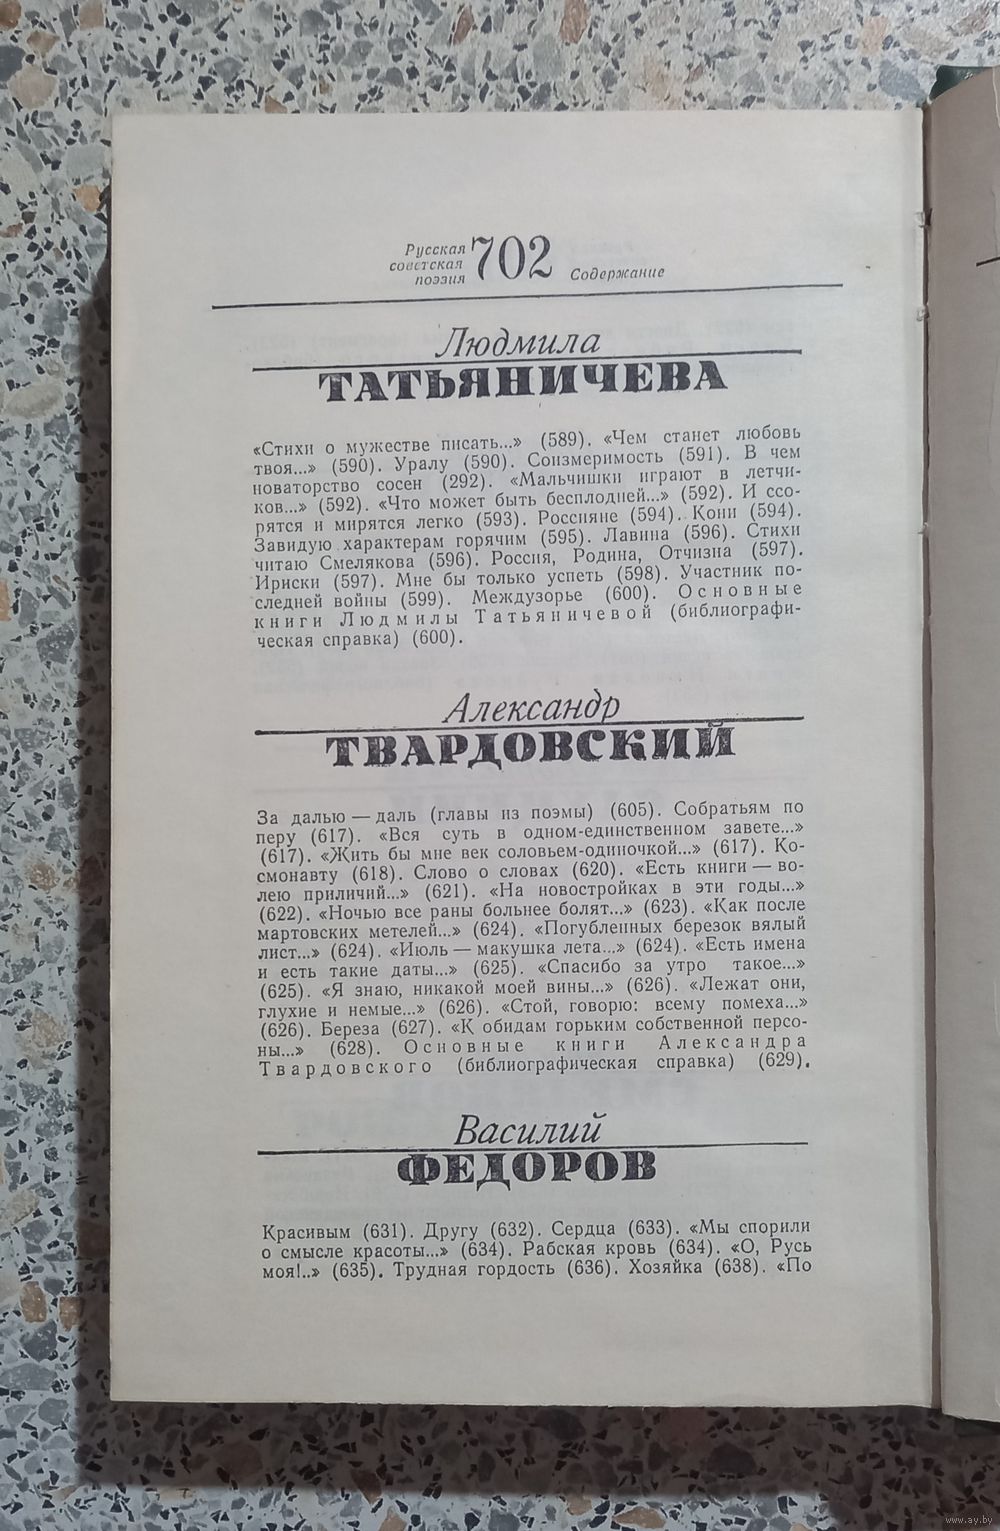 Русская
советская
поэзия
702
Содержание
Людмила
ТАТЬЯНИЧЕВА
«Стихи о мужестве писать...» (589). «Чем станет любовь
твоя...» (590). Уралу (590). Соизмеримость (591). В чем
новаторство сосен (292). «Мальчишки играют в летчи-
ков...» (592). «Что может быть бесплодней...» (592). И ссо-
рятся и мирятся легко (593). Россияне (594). Кони (594).
Завидую характерам горячим (595). Лавина (596). Стихи
читаю Смелякова (596). Россия, Родина, Отчизна (597).
Ириски (597). Мне бы только успеть (598). Участник по-
следней войны (599). Междузорье (600). Основные
книги Людмилы Татьяничевой (библиографи-
ческая справка) (600).
Александр
ТВАРДОВСКИЙ
За далью — даль (главы из поэмы) (605). Собратьям по
перу (617). «Вся суть в одном-единственном завете...»
(617). «Жить бы мне век соловьем-одиночкой...» (617). Ко-
смонавту (618). Слово о словах (620). «Есть книги — во-
лею приличий...» (621). «На новостройках в эти годы...»
(622). «Ночью все раны больнее болят...» (623). «Как после
мартовских метелей...» (624). «Погубленных березок вялый
лист...» (624). «Июль — макушка лета...» (624). «Есть имена
и есть такие даты...» (625). «Спасибо за утро такое...»
(625). «Я знаю, никакой моей вины...» (626). «Лежат они,
глухие и немые...» (626). «Стой, говорю: всему помеха...»
(626). Береза (627). «К обидам горьким собственной персо-
ны...» (628). Основные книги Александра
Твардовского (библиографическая справка) (629).
Василий
ФЕДОРОВ
Красивым (631). Другу (632). Сердца (633). «Мы спорили
о смысле красоты...» (634). Рабская кровь (634). «О, Русь
моя!..» (635). Трудная гордость (636). Хозяйка (638). «По
www.ay.by